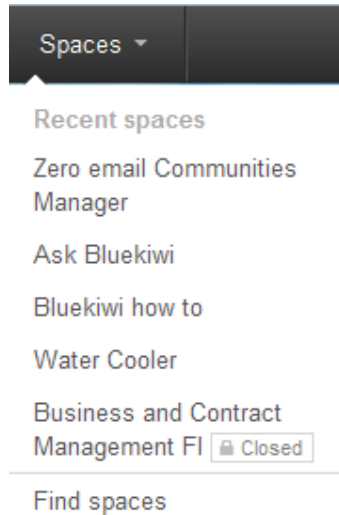 Spaces
Recent spaces
Zero email Communities
Manager
Ask Bluekiwi
Bluekiwi how to
Water Cooler
Business and Contract
Management FI Closed
Find spaces